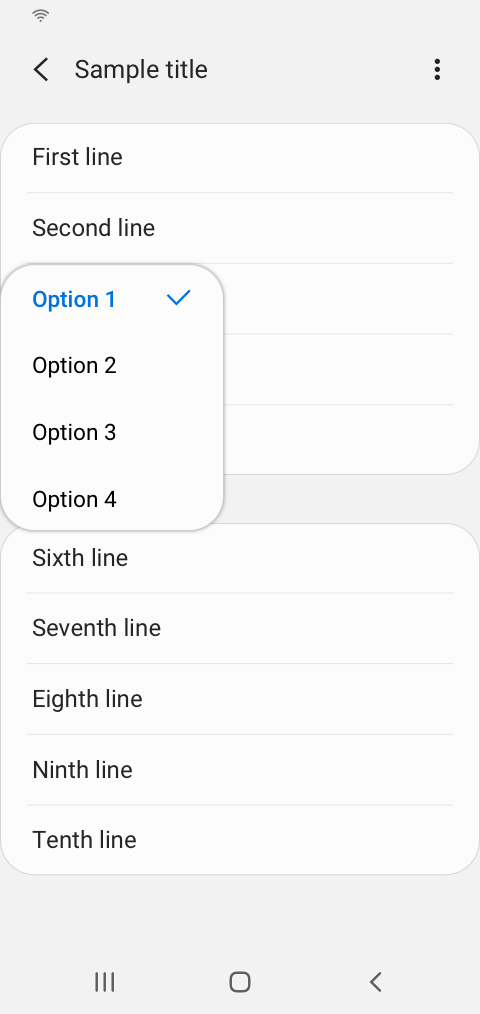 Sample title
First line
Second line
Option 1
Option 2
Option 3
Option 4
Sixth line
Seventh line
Eighth line
Ninth line
Tenth line